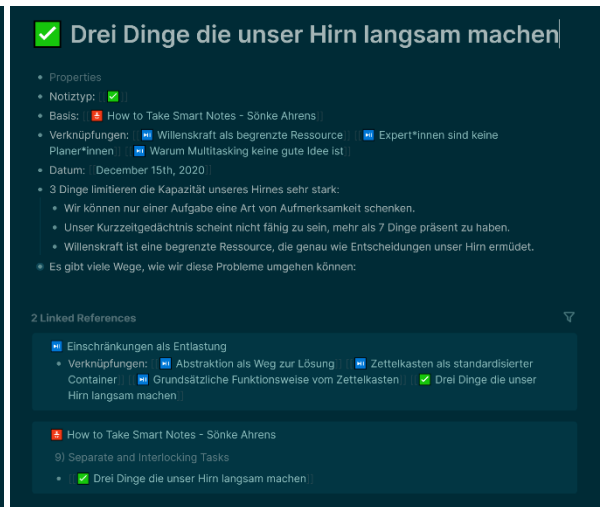 ✅ Drei Dinge die unser Hirn langsam machen
Properties
Notiztyp: [[✅]]
Basis: [[⏏️ How to Take Smart Notes - Sönke Ahrens]]
Verknüpfungen: [[⏯️ Willenskraft als begrenzte Ressource]] [[⏯️ Expert*innen sind keine
Planer*innen]] [[⏯️ Warum Multitasking keine gute Idee ist]]
Datum: [[December 15th, 2020]]
3 Dinge limitieren die Kapazität unseres Hirnes sehr stark:
Wir können nur einer Aufgabe eine Art von Aufmerksamkeit schenken.
Unser Kurzzeitgedächtnis scheint nicht fähig zu sein, mehr als 7 Dinge präsent zu haben.
Willenskraft ist eine begrenzte Ressource, die genau wie Entscheidungen unser Hirn ermüdet.
Es gibt viele Wege, wie wir diese Probleme umgehen können:
2 Linked References
⏯️ Einschränkungen als Entlastung
Verknüpfungen: [[⏯️ Abstraktion als Weg zur Lösung]] [[⏯️ Zettelkasten als standardisierter
Container]] [[⏯️ Grundsätzliche Funktionsweise vom Zettelkasten]] [[✅ Drei Dinge die unser
Hirn langsam machen]]
⏏️ How to Take Smart Notes - Sönke Ahrens
9) Separate and Interlocking Tasks
[[✅ Drei Dinge die unser Hirn langsam machen]]